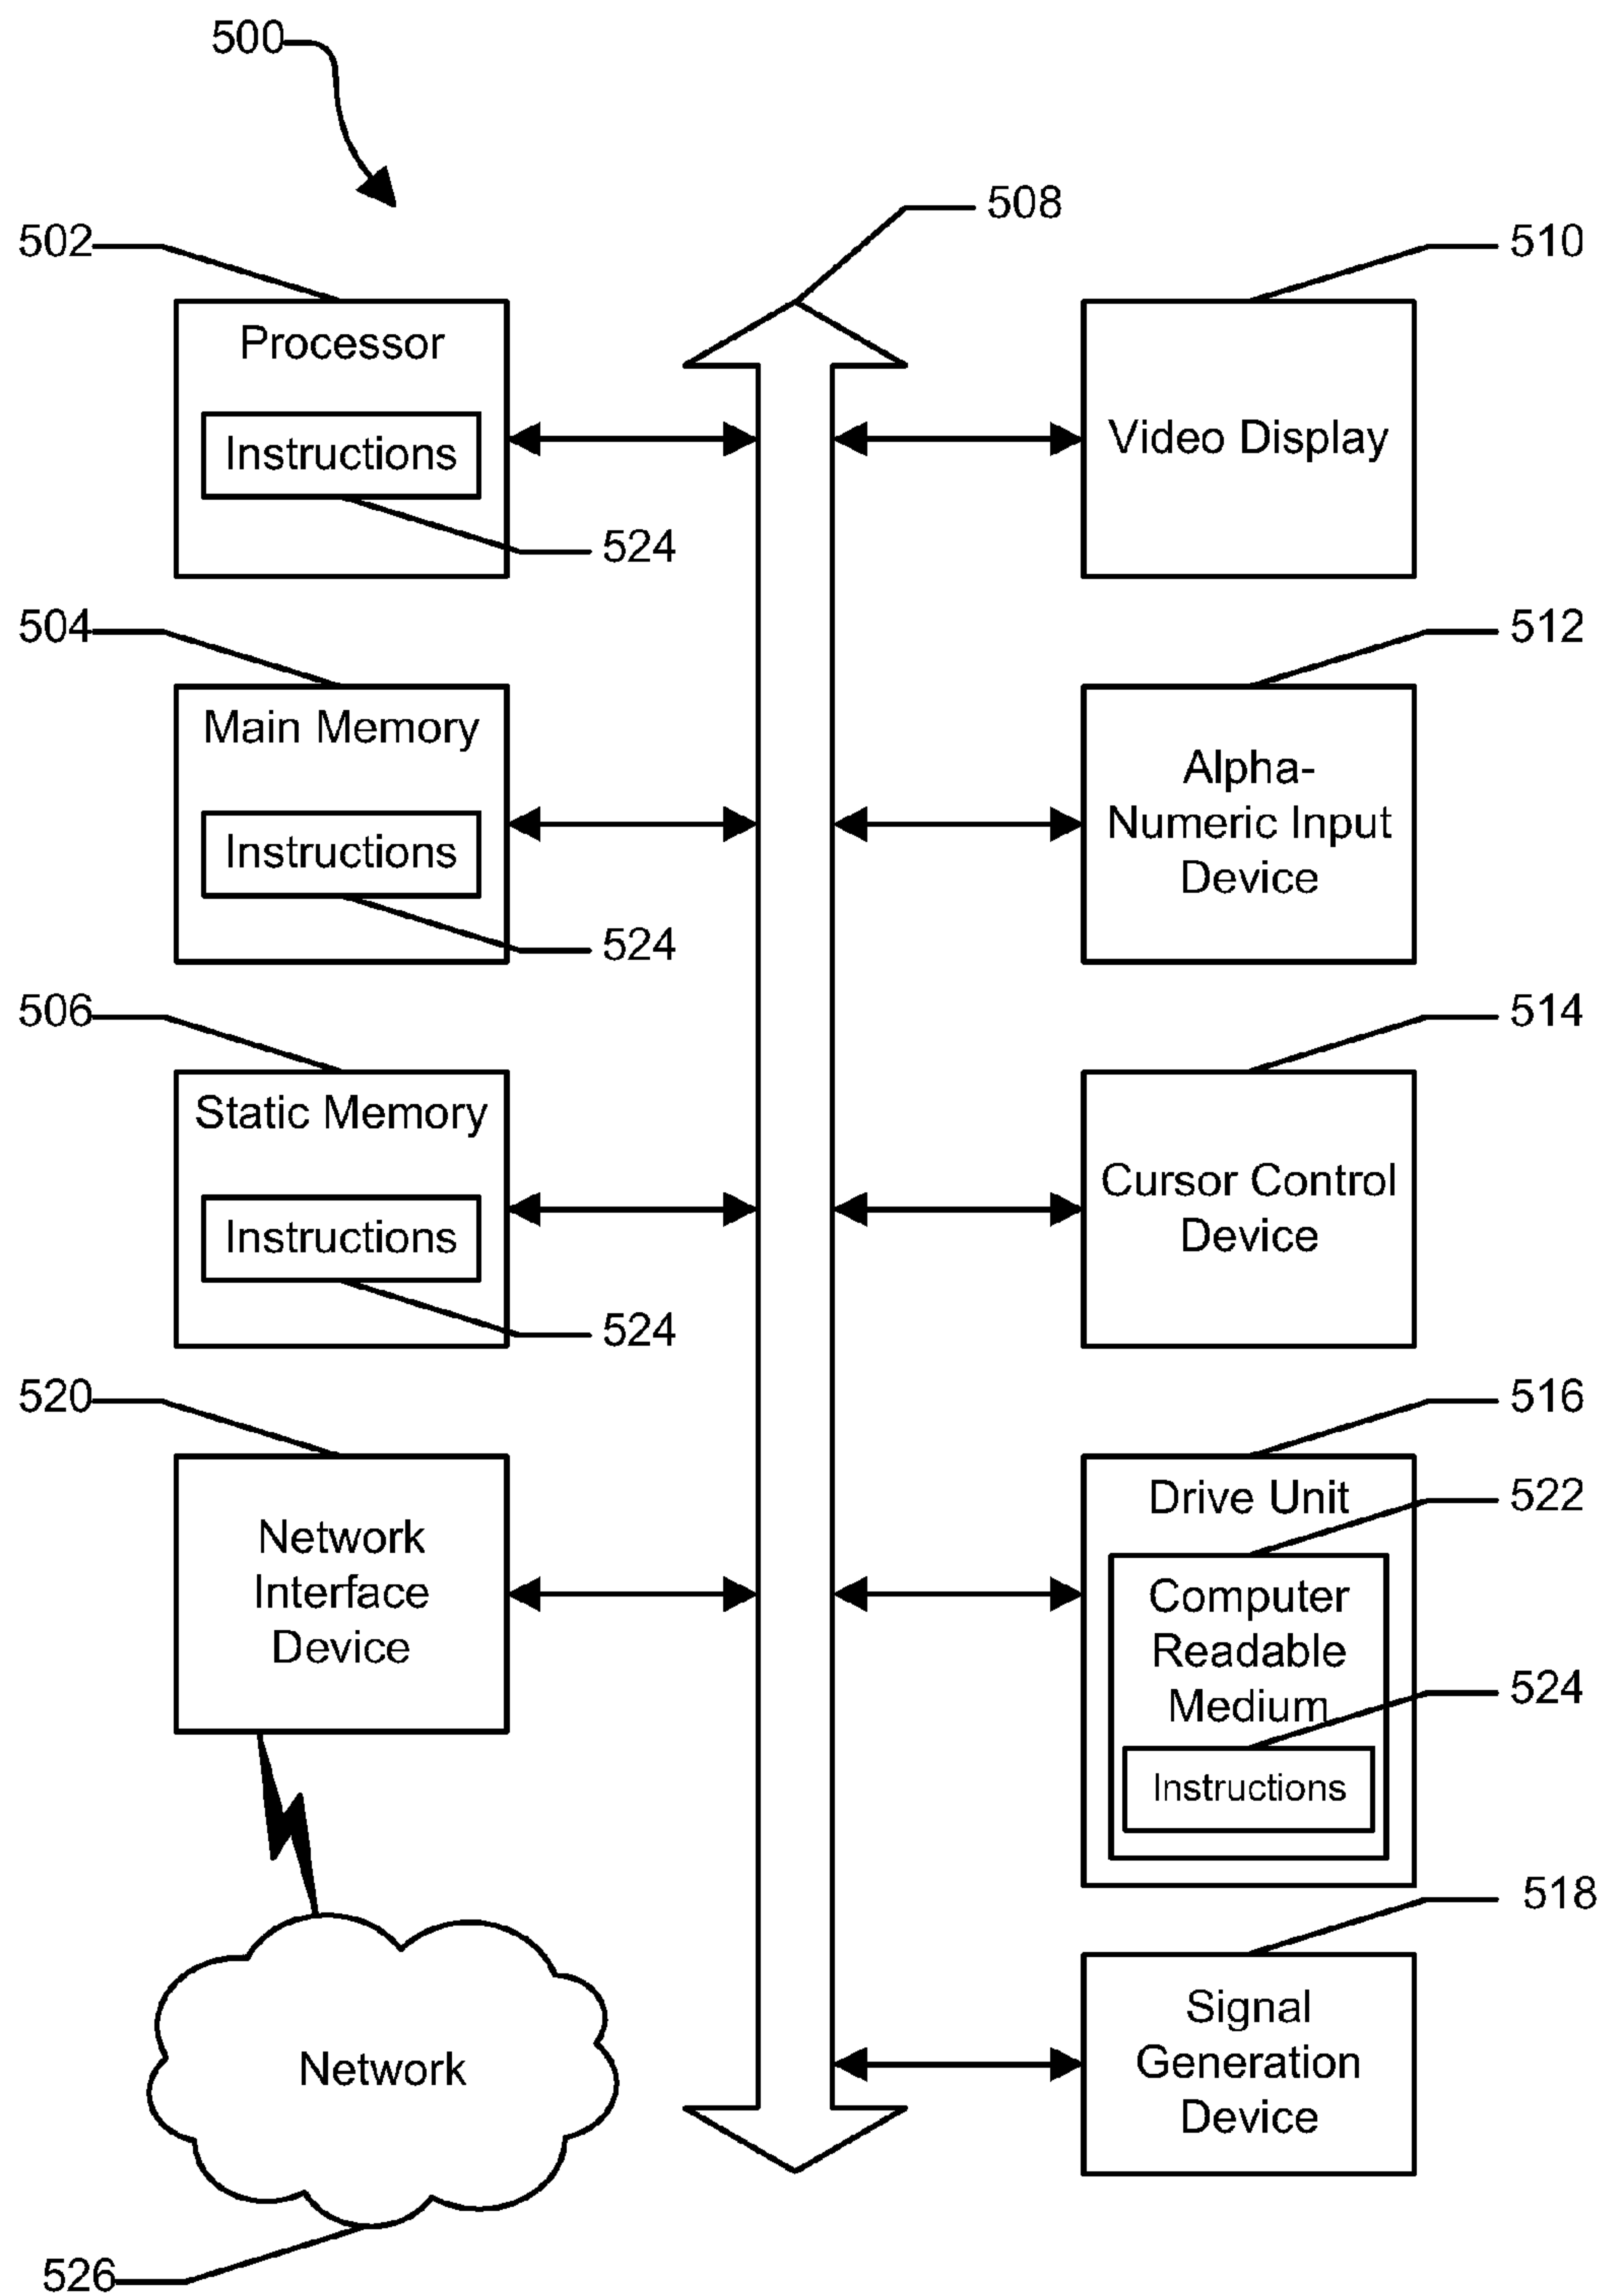 500
508
502
510
Processor
Instructions
524
Video Display
504
512
Main Memory
Instructions
524
Alpha-
Numeric Input
Device
506
514
Static Memory
Instructions
524
Cursor Control
Device
520
516
Network
Interface
Device
Drive Unit
522
Computer
Readable
Medium
524
Instructions
518
Signal
Generation
Device
Network
526